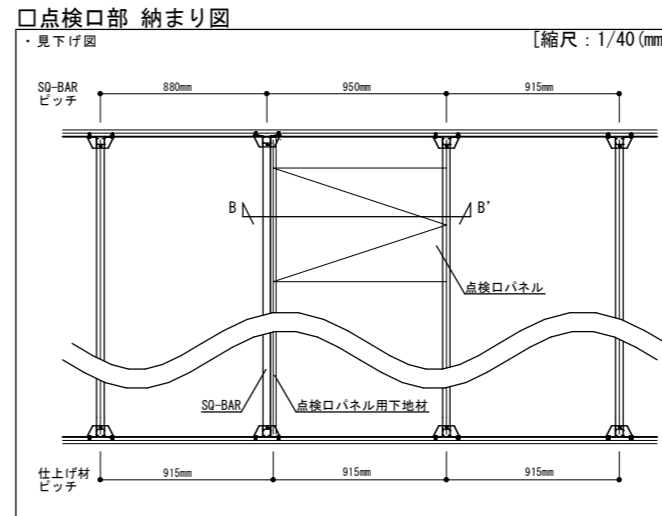 □点検口部 納まり図
・見下げ図
[縮尺:1/40(mm
SQ-BAR
ピッチ
880mm
950mm
915mm
B
B'
点検口パネル
SQ-BAR
点検口パネル用下地材
仕上げ材
ピッチ
915mm
915mm
915mm